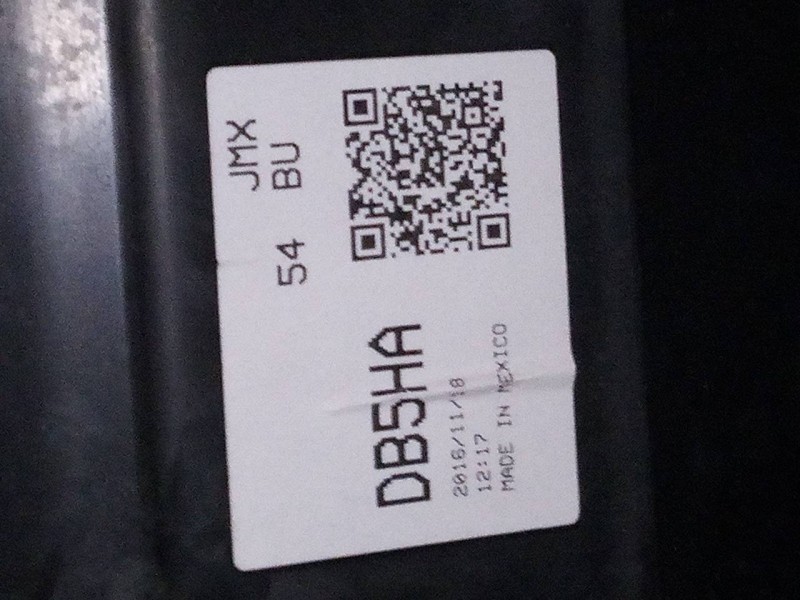 54 JMX
BU
DB5HA
2016/11/18
12:17
MADE IN MEXICO